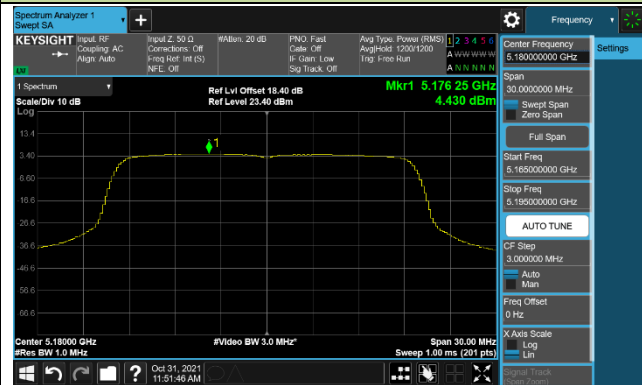 Spectrum Analyzer 1
Swept SA
Frequency
KEYSIGHT
Input: RF
Coupling: AC
Align: Auto
Input Z: 50 Ω
Corrections: Off
Freq Ref: Int (S)
NFE: Off
#Atten: 20 dB
PNO: Fast
Gate: Off
IF Gain: Low
Sig Track: Off
Avg Type: Power (RMS)
Avg|Hold: 1200/1200
Trig: Free Run
1 2 3 4 5 6
A W W W W W
A N N N N N
LNI
1 Spectrum
Scale/Div 10 dB
Log
Ref Lvl Offset 18.40 dB
Ref Level 23.40 dBm
Mkr1 5.176 25 GHz
4.430 dBm
13.4
3.40
-6.60
-16.6
-26.6
-36.6
-46.6
-56.6
-66.6
1
Center 5.18000 GHz
#Res BW 1.0 MHz
#Video BW 3.0 MHz*
Span 30.00 MHz
Sweep 1.00 ms (201 pts)
Oct 31, 2021
11:51:46 AM
Center Frequency
5.180000000 GHz
Settings
Span
30.0000000 MHz
Swept Span
Zero Span
Full Span
Start Freq
5.165000000 GHz
Stop Freq
5.195000000 GHz
AUTO TUNE
CF Step
3.000000 MHz
Auto
Man
Freq Offset
0 Hz
X Axis Scale
Log
Lin
Signal Track
(Span Zoom)